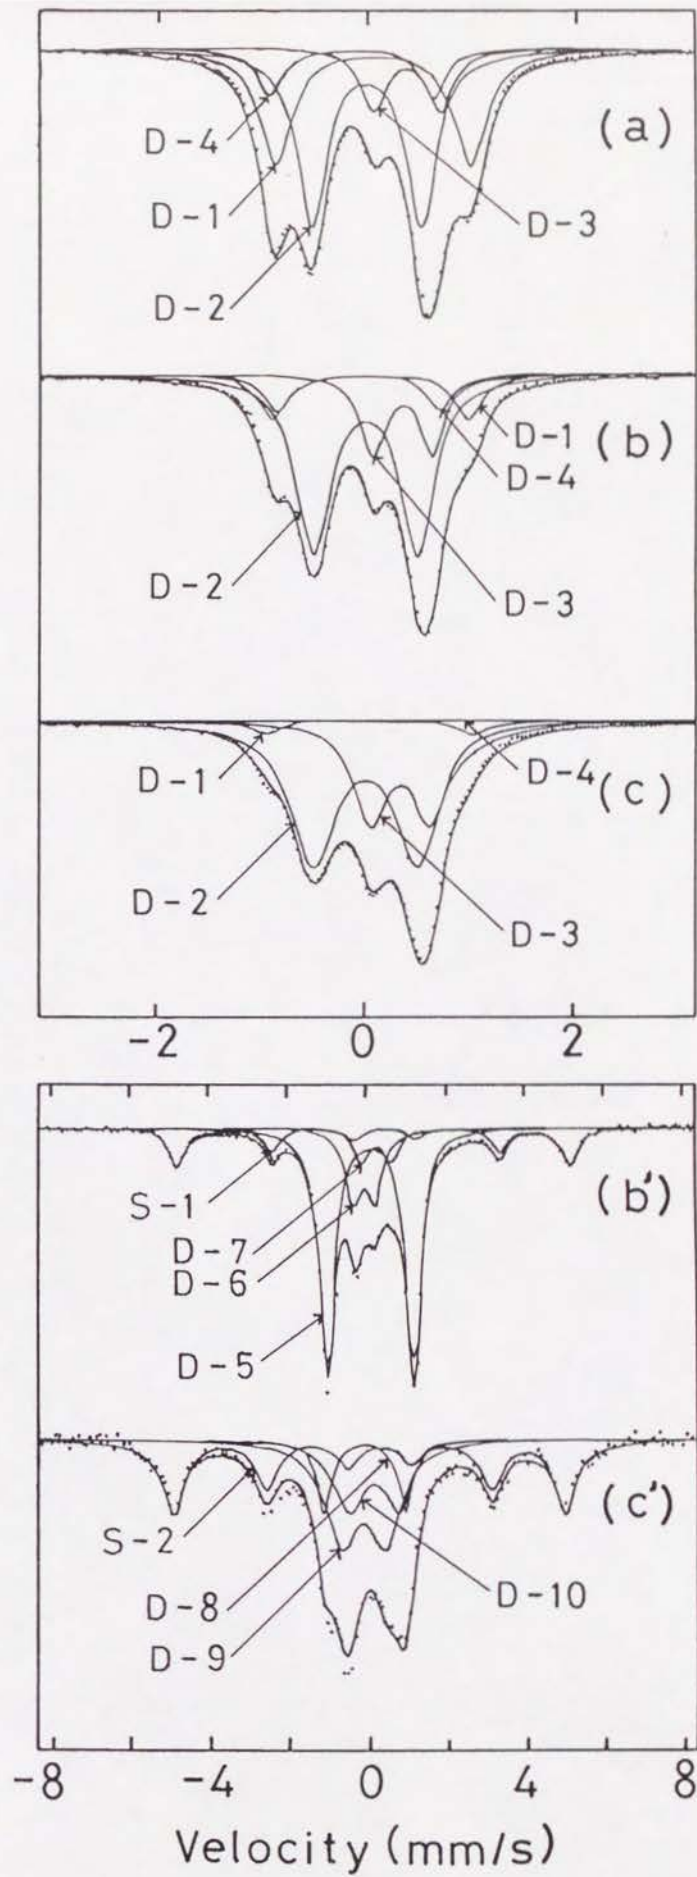 (a)
D-4
D-1
D-3
D-2
D-1
(b)
D-4
D-2
D-3
D-1
D-4
(c)
D-2
D-3
-2 0 2
S-1
(b')
D-7
D-6
D-5
S-2
(c')
D-8
D-10
D-9
-8 -4 0 4 8
Velocity (mm/s)